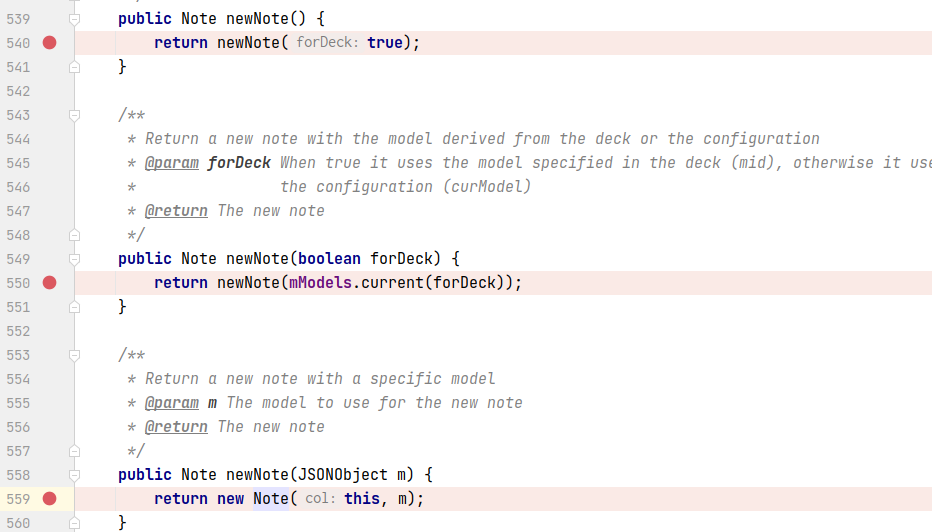 539 public Note newNote() {
540 return newNote( forDeck: true);
541 }
542
543 /**
544 * Return a new note with the model derived from the deck or the configuration
545 * @param forDeck When true it uses the model specified in the deck (mid), otherwise it use
546 * the configuration (curModel)
547 * @return The new note
548 */
549 public Note newNote(boolean forDeck) {
550 return newNote(mModels.current(forDeck));
551 }
552
553 /**
554 * Return a new note with a specific model
555 * @param m The model to use for the new note
556 * @return The new note
557 */
558 public Note newNote(JSONObject m) {
559 return new Note( col: this, m);
560 }